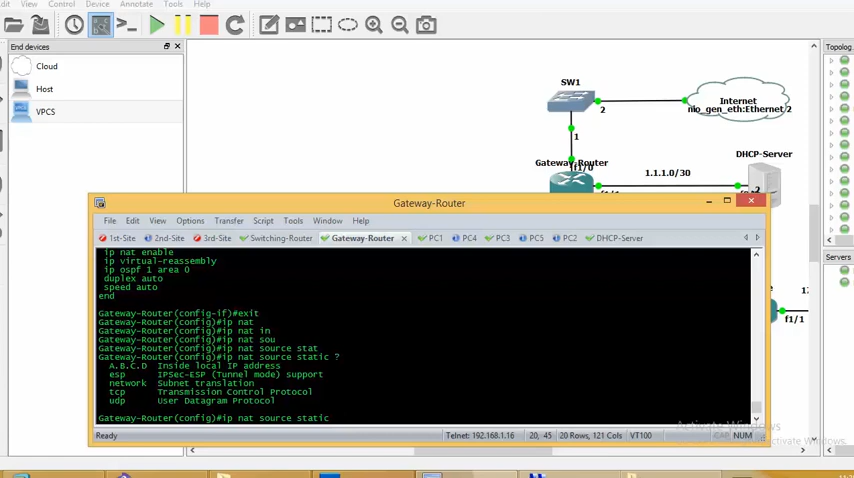 dit View Control Device Annotate Tools Help
End devices
Topolog
Cloud
Host
VPCS
SW1
Internet
nio_gen_eth:Ethernet 2
2
1
Gateway-Router
f1/0
1.1.1.0/30
DHCP-Server
Gateway-Router
File Edit View Options Transfer Script Tools Window Help
1st-Site 2nd-Site 3rd-Site Switching-Router Gateway-Router PC1 PC4 PC3 PC5 PC2 DHCP-Server
Servers
ip nat enable
ip virtual-reassembly
ip ospf 1 area 0
duplex auto
speed auto
end
Gateway-Router(config-if)#exit
Gateway-Router(config)#ip nat
Gateway-Router(config)#ip nat in
Gateway-Router(config)#ip nat sou
Gateway-Router(config)#ip nat source stat
Gateway-Router(config)#ip nat source static ?
A.B.C.D Inside local IP address
esp IPSec-ESP (Tunnel mode) support
network Subnet translation
tcp Transmission Control Protocol
udp User Datagram Protocol
Gateway-Router(config)#ip nat source static
f1/1
Activate Windows
Ready Telnet: 192.168.1.16 20, 45 20 Rows, 121 Cols VT100 CAP NUM